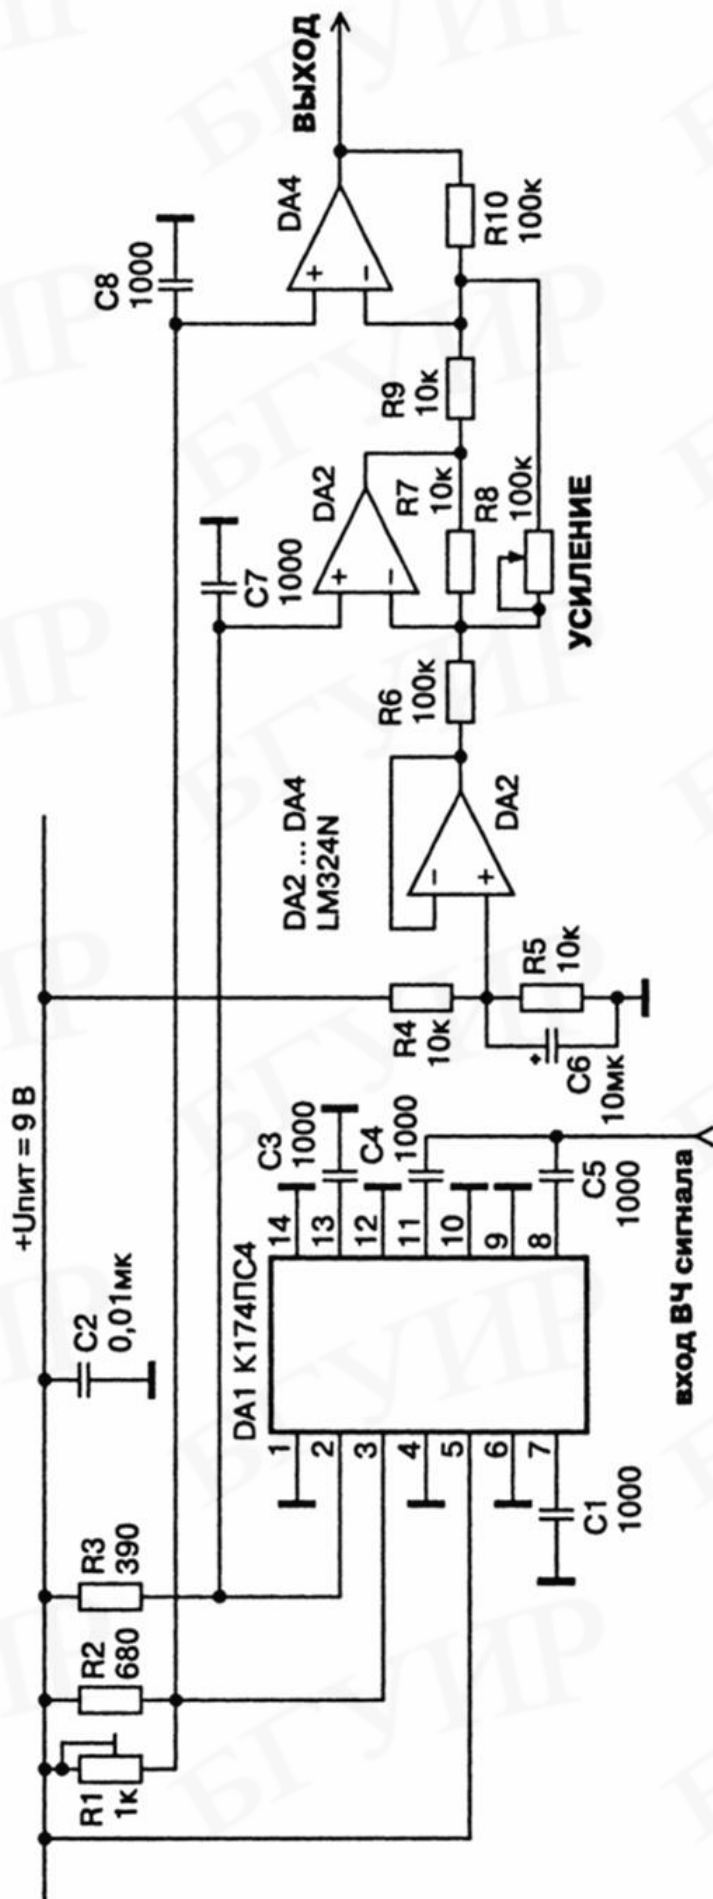 +Uпит = 9 В
R1
1к
R2
680
R3
390
C2
0,01мк
DA1 К174ПС4
1
2
3
4
5
6
7
14
13
12
11
10
9
8
C1
1000
C3
1000
C4
1000
C5
1000
вход ВЧ сигнала
R4
10к
R5
10к
C6
10мк
+
DA2 ... DA4
LM324N
DA2
−
+
R6
100к
C7
1000
DA2
+
−
R7
10к
R8
100к
УСИЛЕНИЕ
R9
10к
C8
1000
DA4
+
−
R10
100к
ВЫХОД
БГУИР